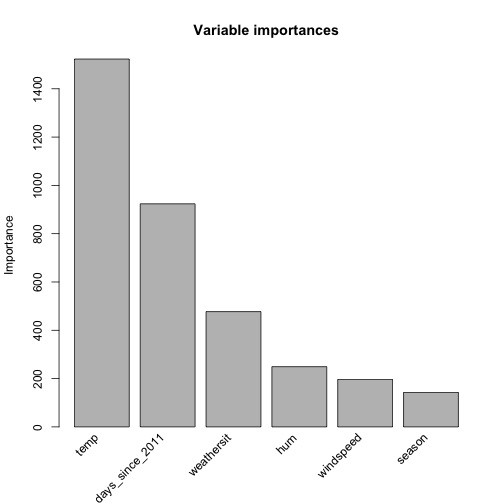 Variable importances
Importance
1400
1200
1000
800
600
400
200
0
temp
days_since_2011
weathersit
hum
windspeed
season